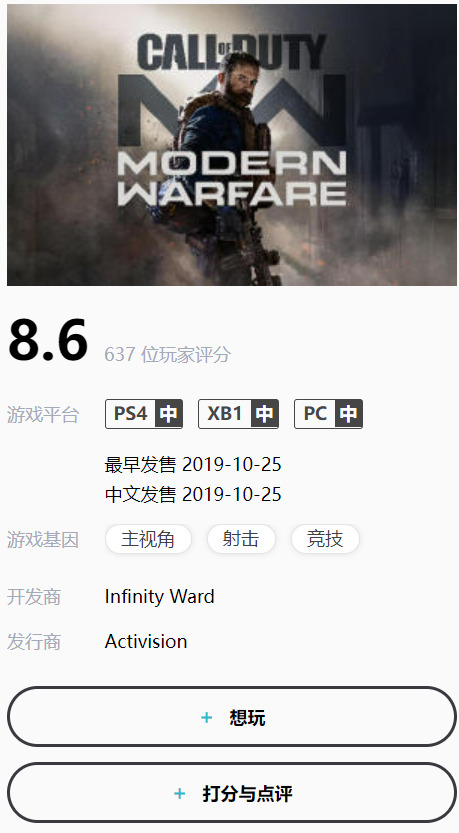 CALL OF DUTY
MW
MODERN
WARFARE
8.6 637 位玩家评分
游戏平台 PS4 中 XB1 中 PC 中
最早发售 2019-10-25
中文发售 2019-10-25
游戏基因 主视角 射击 竞技
开发商 Infinity Ward
发行商 Activision
+ 想玩
+ 打分与点评